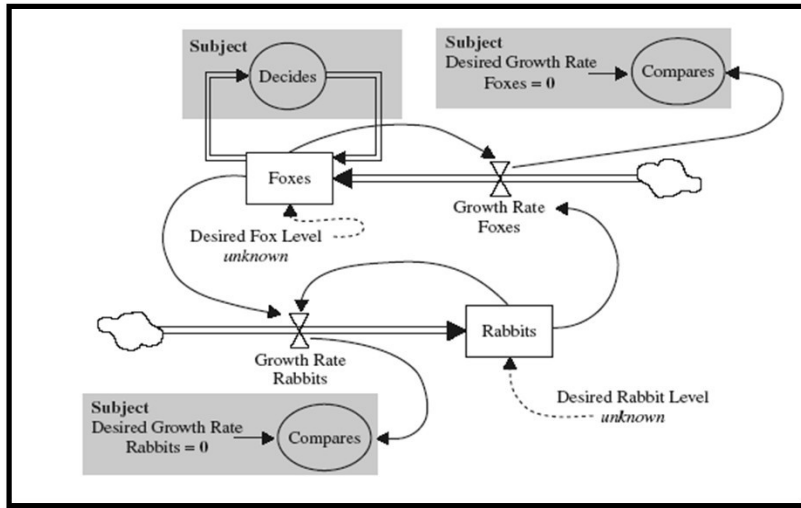 Subject
Decides
Subject
Desired Growth Rate
Foxes = 0
Compares
Foxes
Growth Rate
Foxes
Desired Fox Level
unknown
Rabbits
Growth Rate
Rabbits
Desired Rabbit Level
unknown
Subject
Desired Growth Rate
Rabbits = 0
Compares